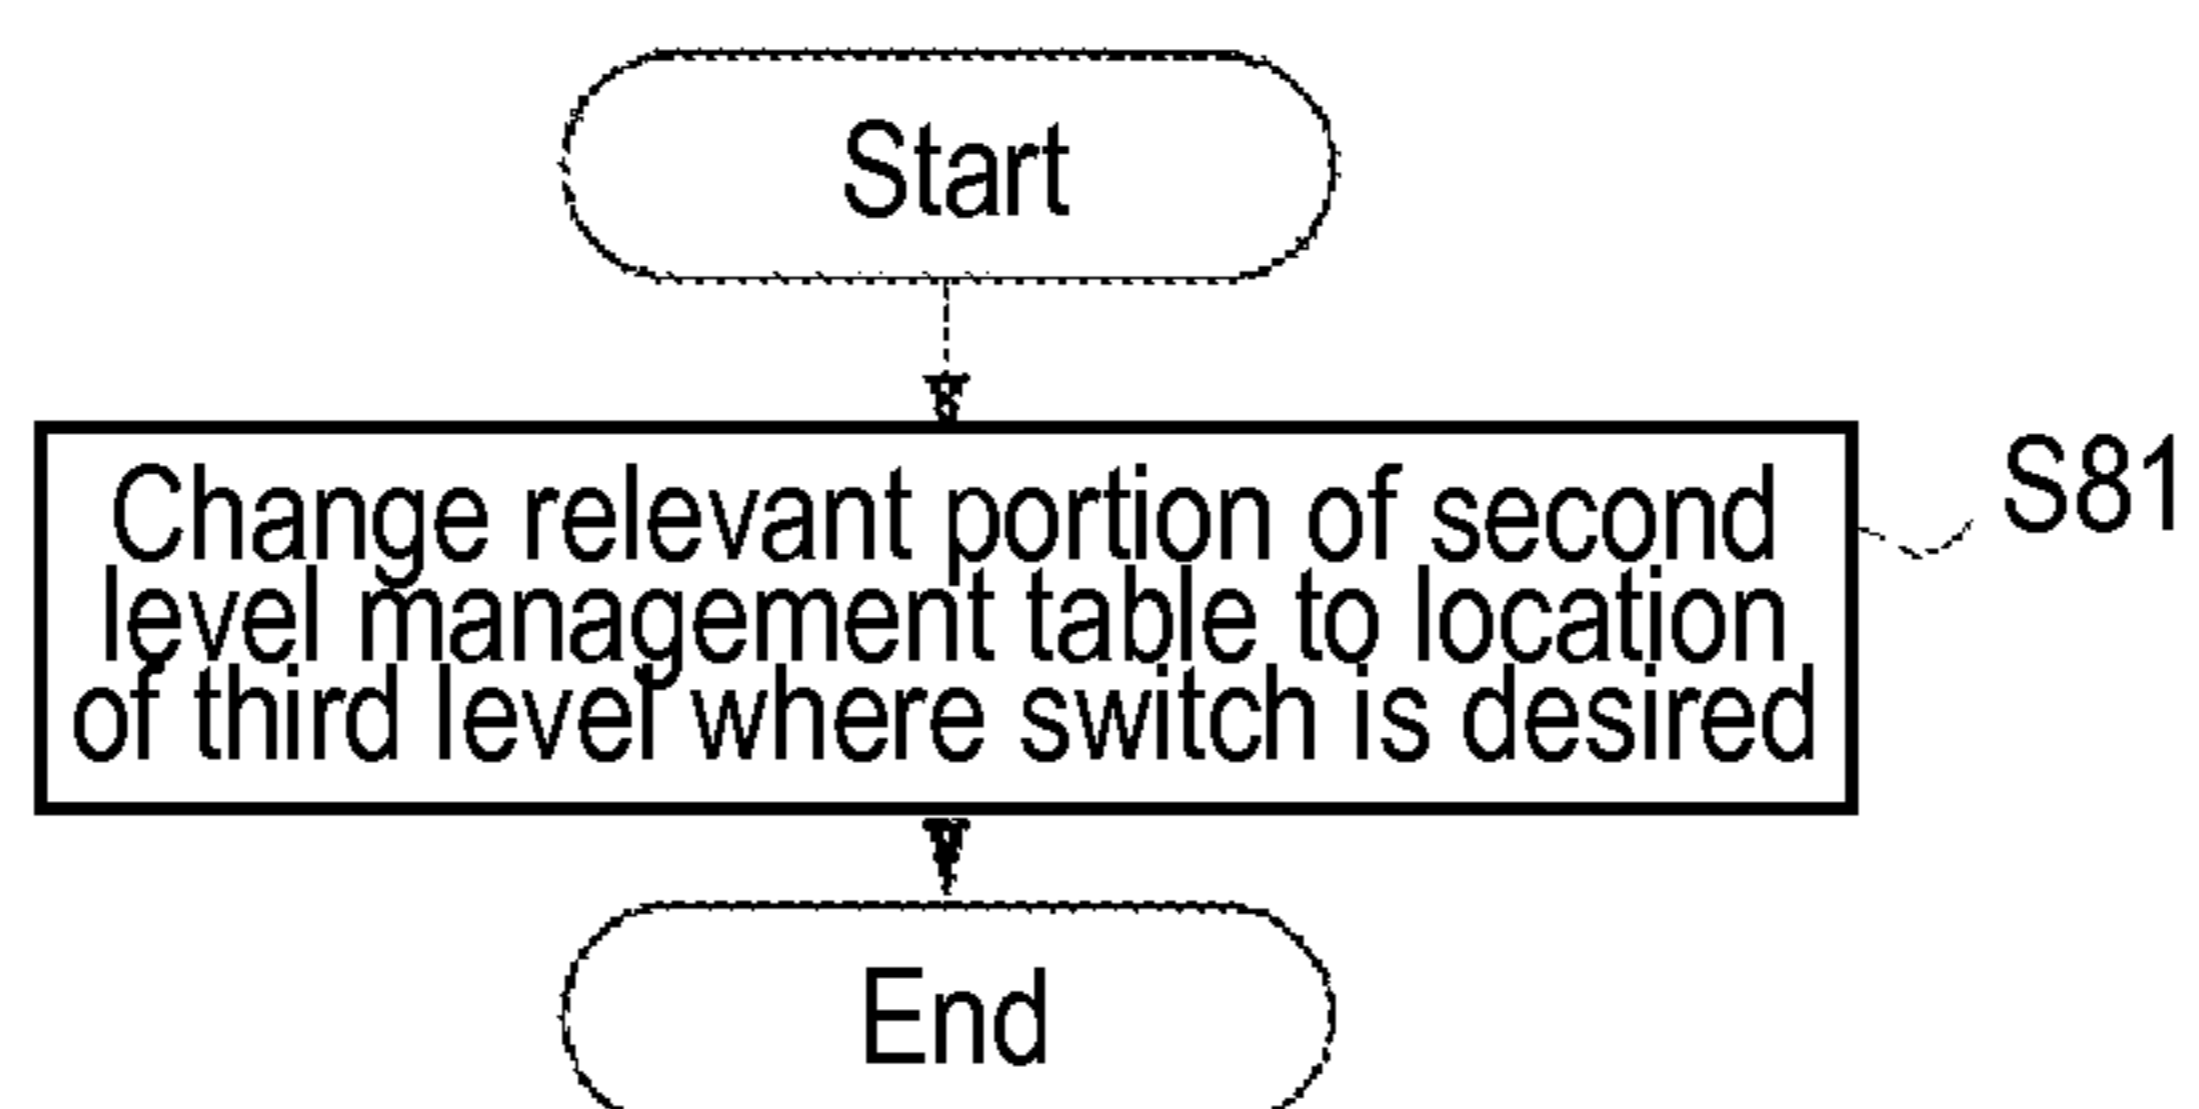 Start
Change relevant portion of second
level management table to location
of third level where switch is desired
S81
End